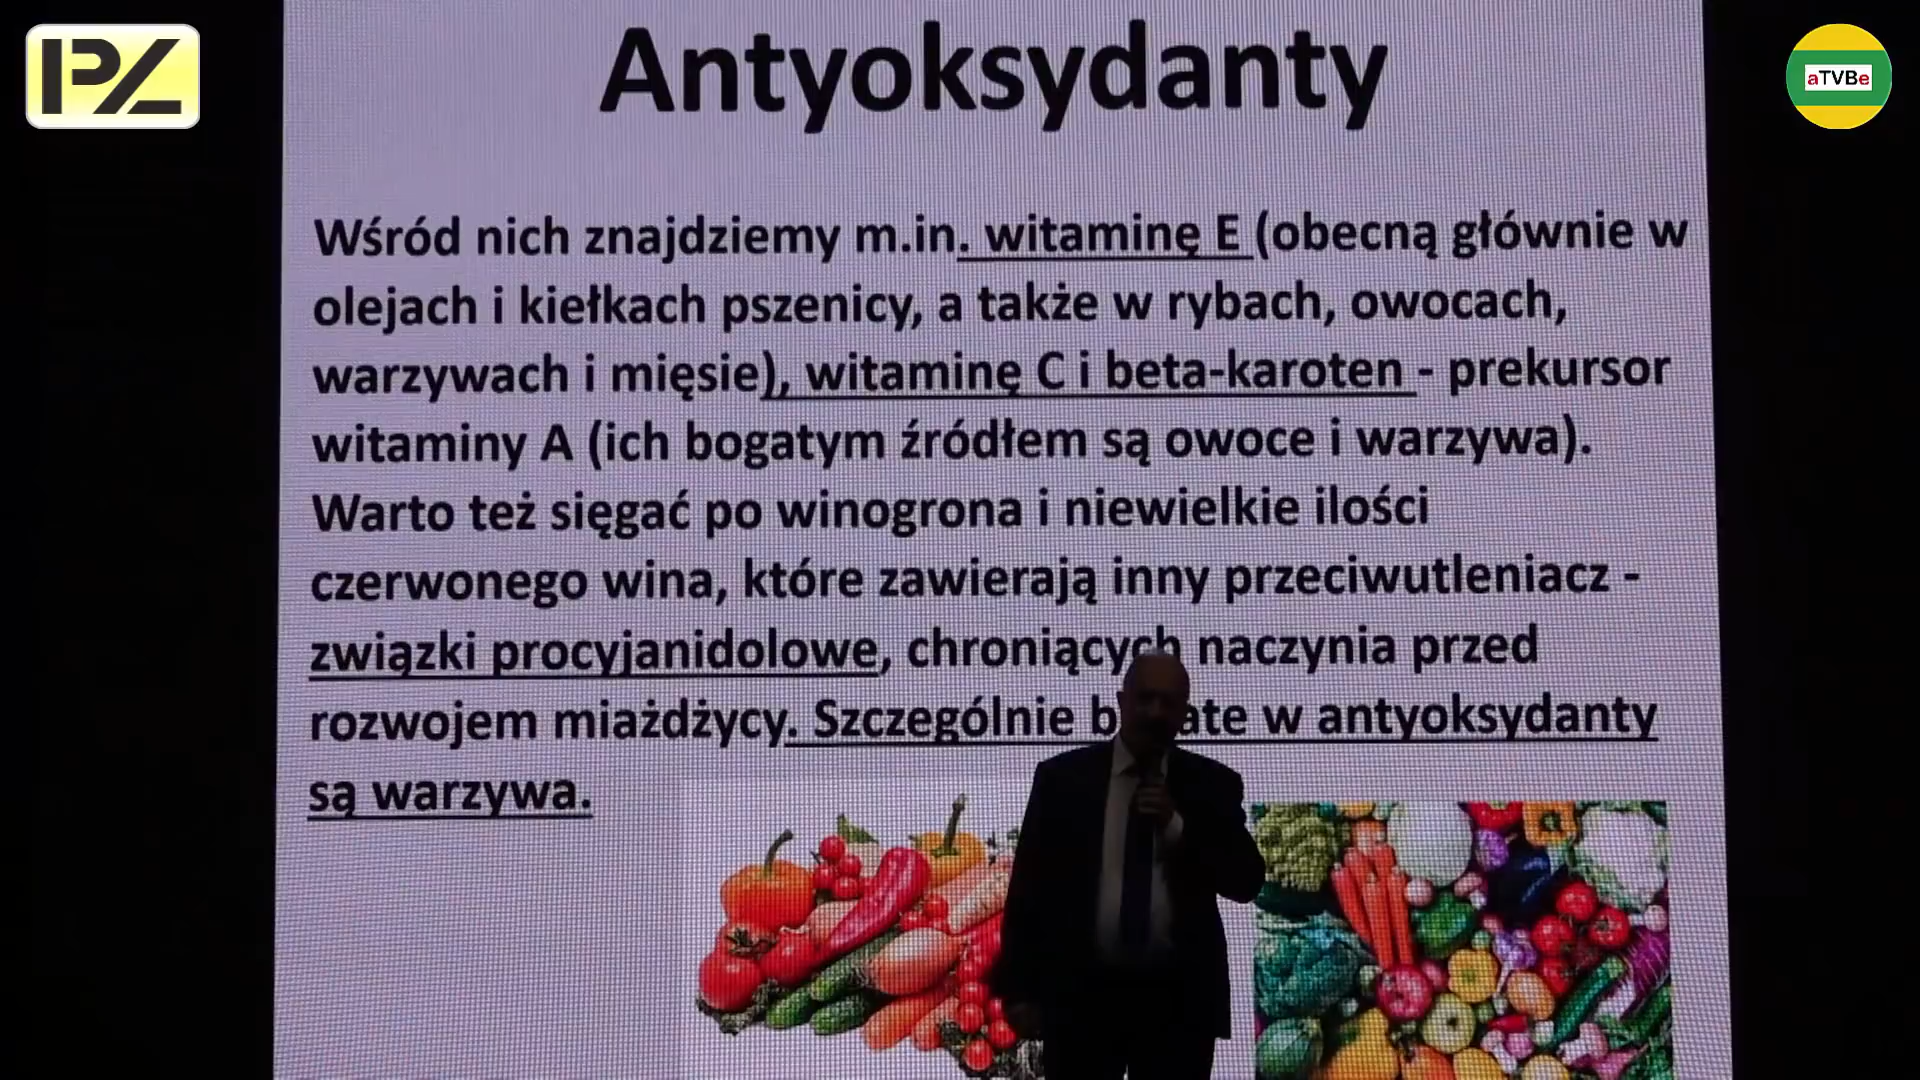 PZ
aTVBe
Antyoksydanty
Wśród nich znajdziemy m.in. witaminę E (obecną głównie w
olejach i kiełkach pszenicy, a także w rybach, owocach,
warzywach i mięsie), witaminę C i beta-karoten - prekursor
witaminy A (ich bogatym źródłem są owoce i warzywa).
Warto też sięgać po winogrona i niewielkie ilości
czerwonego wina, które zawierają inny przeciwutleniacz -
związki procyjanidolowe, chroniących naczynia przed
rozwojem miażdżycy. Szczególnie w antyoksydanty
są warzywa.